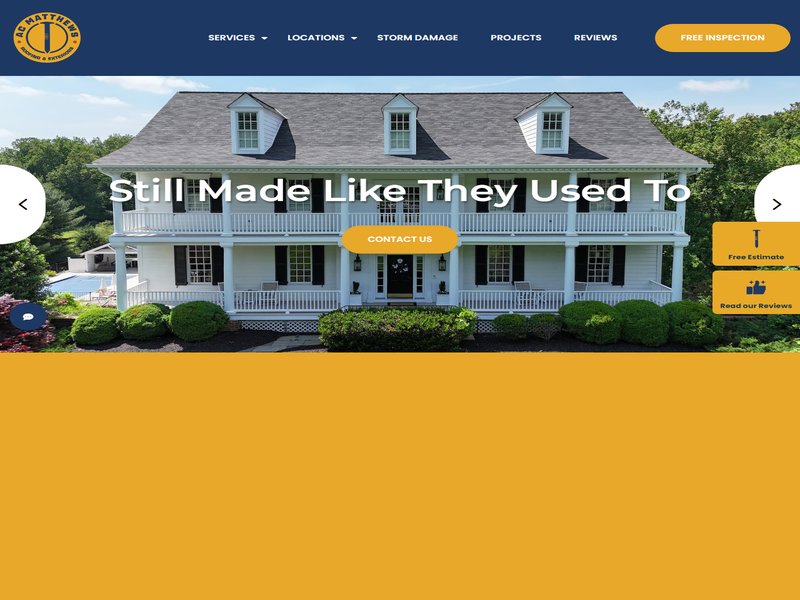 AC MATTHEWS
ROOFING & EXTERIORS
SERVICES
LOCATIONS
STORM DAMAGE
PROJECTS
REVIEWS
FREE INSPECTION
Still Made Like They Used To
CONTACT US
Free Estimate
Read our Reviews